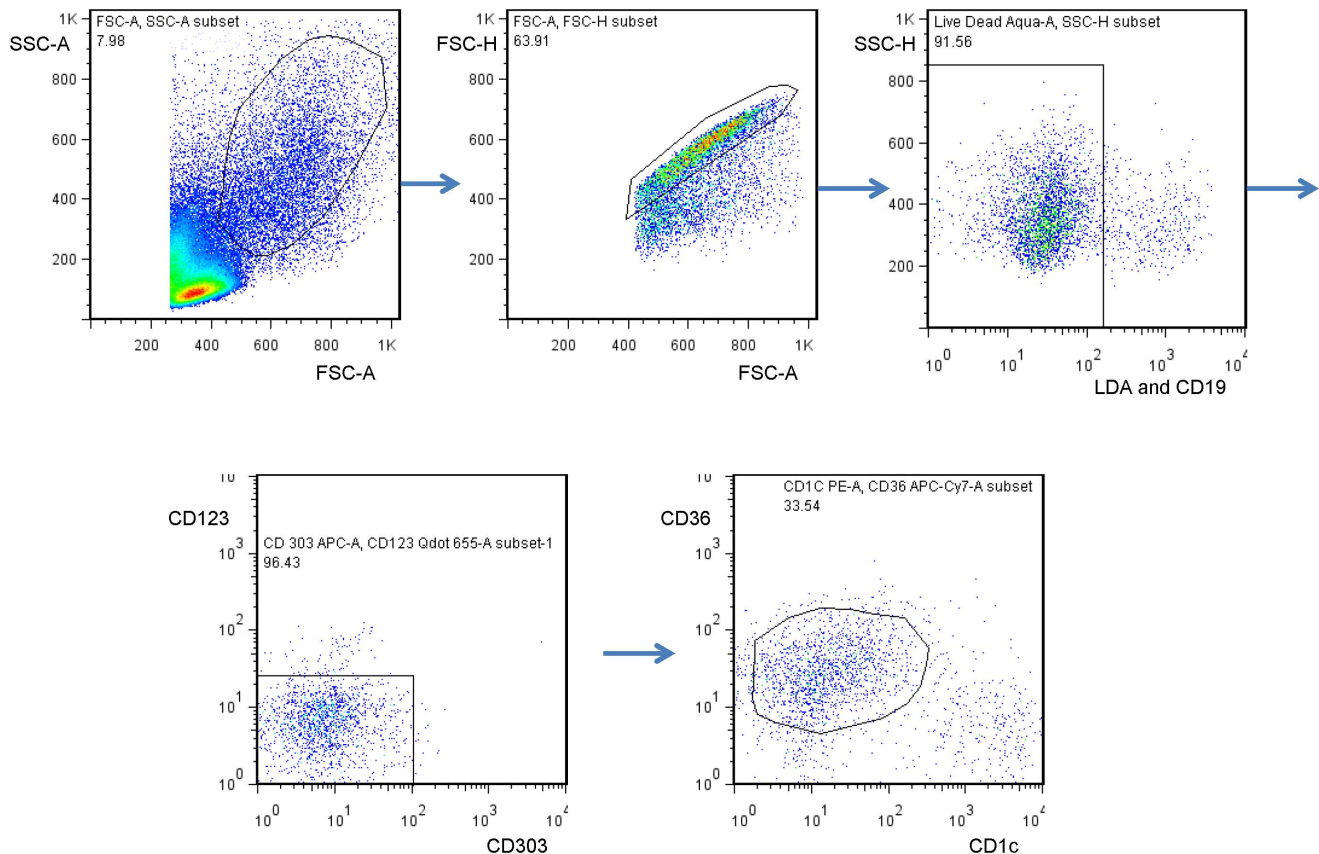 FSC-A, SSC-A subset
7.98
1K
SSC-A
800
600
400
200
200 400 600 800 1K
FSC-A
FSC-A, FSC-H subset
63.91
1K
FSC-H
800
600
400
200
200 400 600 800 1K
FSC-A
Live Dead Aqua-A, SSC-H subset
91.56
1K
SSC-H
800
600
400
200
10^0 10^1 10^2 10^3 10^4
LDA and CD19
10
CD123
CD 303 APC-A, CD123 Qdot 655-A subset-1
96.43
10^3
10^2
10^1
10^0
10^0 10^1 10^2 10^3 10^4
CD303
10
CD36
CD1C PE-A, CD36 APC-Cy7-A subset
33.54
10^3
10^2
10^1
10^0
10^0 10^1 10^2 10^3 10^4
CD1c